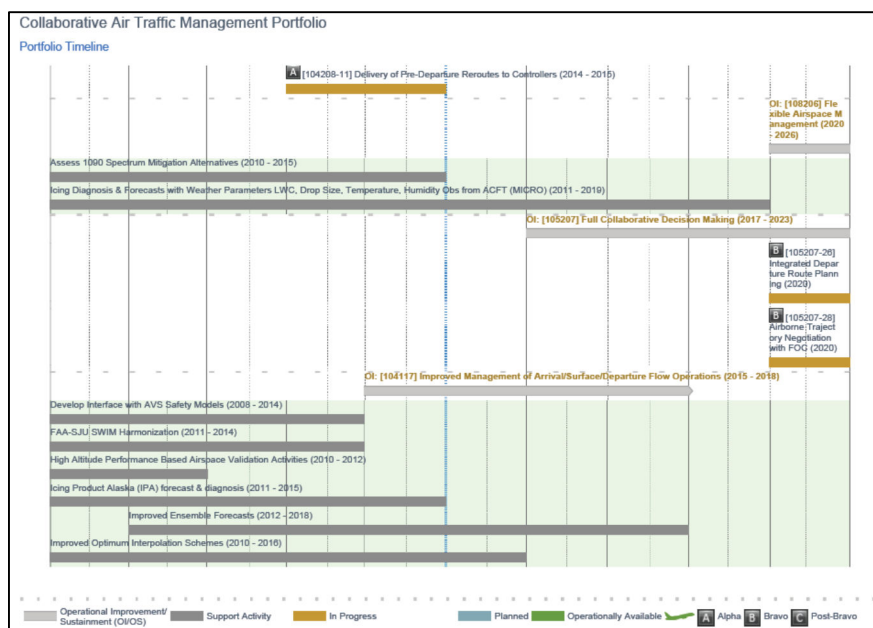 Collaborative Air Traffic Management Portfolio
Portfolio Timeline
A [104208-11] Delivery of Pre-Departure Reroutes to Controllers (2014 - 2015)
OI: [108206] Fle
xible Airspace M
anagement (2020
- 2026)
Assess 1090 Spectrum Mitigation Alternatives (2010 - 2015)
Icing Diagnosis & Forecasts with Weather Parameters LWC, Drop Size, Temperature, Humidity Obs from ACFT (MICRO) (2011 - 2019)
OI: [105207] Full Collaborative Decision Making (2017 - 2023)
B [105207-26]
Integrated Depar
ture Route Plann
ing (2020)
B [105207-28]
Airborne Traject
ory Negotiation
with FOC (2020)
OI: [104117] Improved Management of Arrival/Surface/Departure Flow Operations (2015 - 2018)
Develop Interface with AVS Safety Models (2008 - 2014)
FAA-SJU SWIM Harmonization (2011 - 2014)
High Altitude Performance Based Airspace Validation Activities (2010 - 2012)
Icing Product Alaska (IPA) forecast & diagnosis (2011 - 2015)
Improved Ensemble Forecasts (2012 - 2018)
Improved Optimum Interpolation Schemes (2010 - 2016)
Operational Improvement/
Sustainment (OI/OS)
Support Activity
In Progress
Planned
Operationally Available
A Alpha
B Bravo
C Post-Bravo